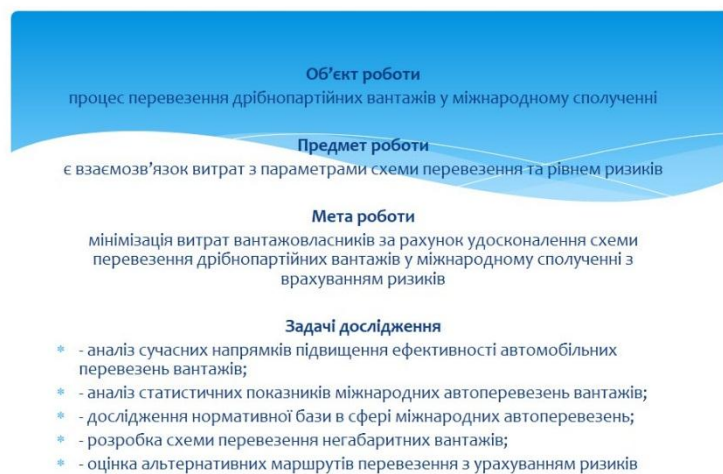 Об’єкт роботи
процес перевезення дрібнопартійних вантажів у міжнародному сполученні
Предмет роботи
є взаємозв’язок витрат з параметрами схеми перевезення та рівнем ризиків
Мета роботи
мінімізація витрат вантажовласників за рахунок удосконалення схеми
перевезення дрібнопартійних вантажів у міжнародному сполученні з
врахуванням ризиків
Задачі дослідження
* - аналіз сучасних напрямків підвищення ефективності автомобільних
перевезень вантажів;
* - аналіз статистичних показників міжнародних автоперевезень вантажів;
* - дослідження нормативної бази в сфері міжнародних автоперевезень;
* - розробка схеми перевезення негабаритних вантажів;
* - оцінка альтернативних маршрутів перевезення з урахуванням ризиків